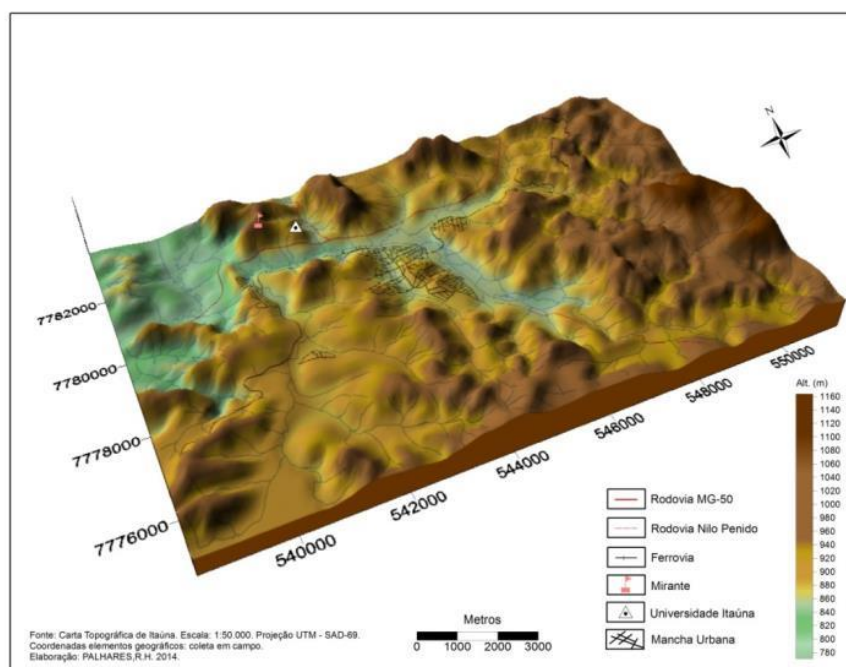 N
7782000
7780000
7778000
7776000
540000
542000
544000
546000
548000
550000
Alt. (m)
1160
1140
1120
1100
1080
1060
1040
1020
1000
980
960
940
920
900
880
860
840
820
800
780
Rodovia MG-50
Rodovia Nilo Penido
Ferrovia
Mirante
Universidade Itaúna
Mancha Urbana
Metros
0 1000 2000 3000
Fonte: Carta Topográfica de Itaúna. Escala: 1:50.000. Projeção UTM - SAD-69.
Coordenadas elementos geográficos: coleta em campo.
Elaboração: PALHARES,R.H. 2014.